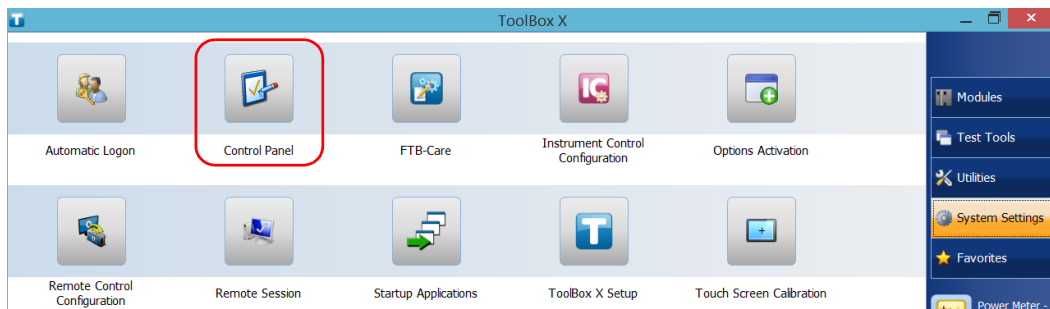 ToolBox X
Automatic Logon
Control Panel
FTB-Care
IC
Instrument Control
Configuration
Options Activation
Remote Control
Configuration
Remote Session
Startup Applications
T
ToolBox X Setup
Touch Screen Calibration
Modules
Test Tools
Utilities
System Settings
Favorites
Power Meter -